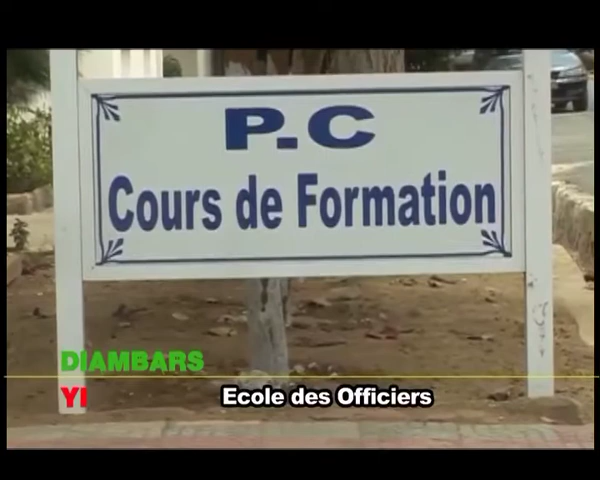 P.C
Cours de Formation
DIAMBARS
YI
Ecole des Officiers